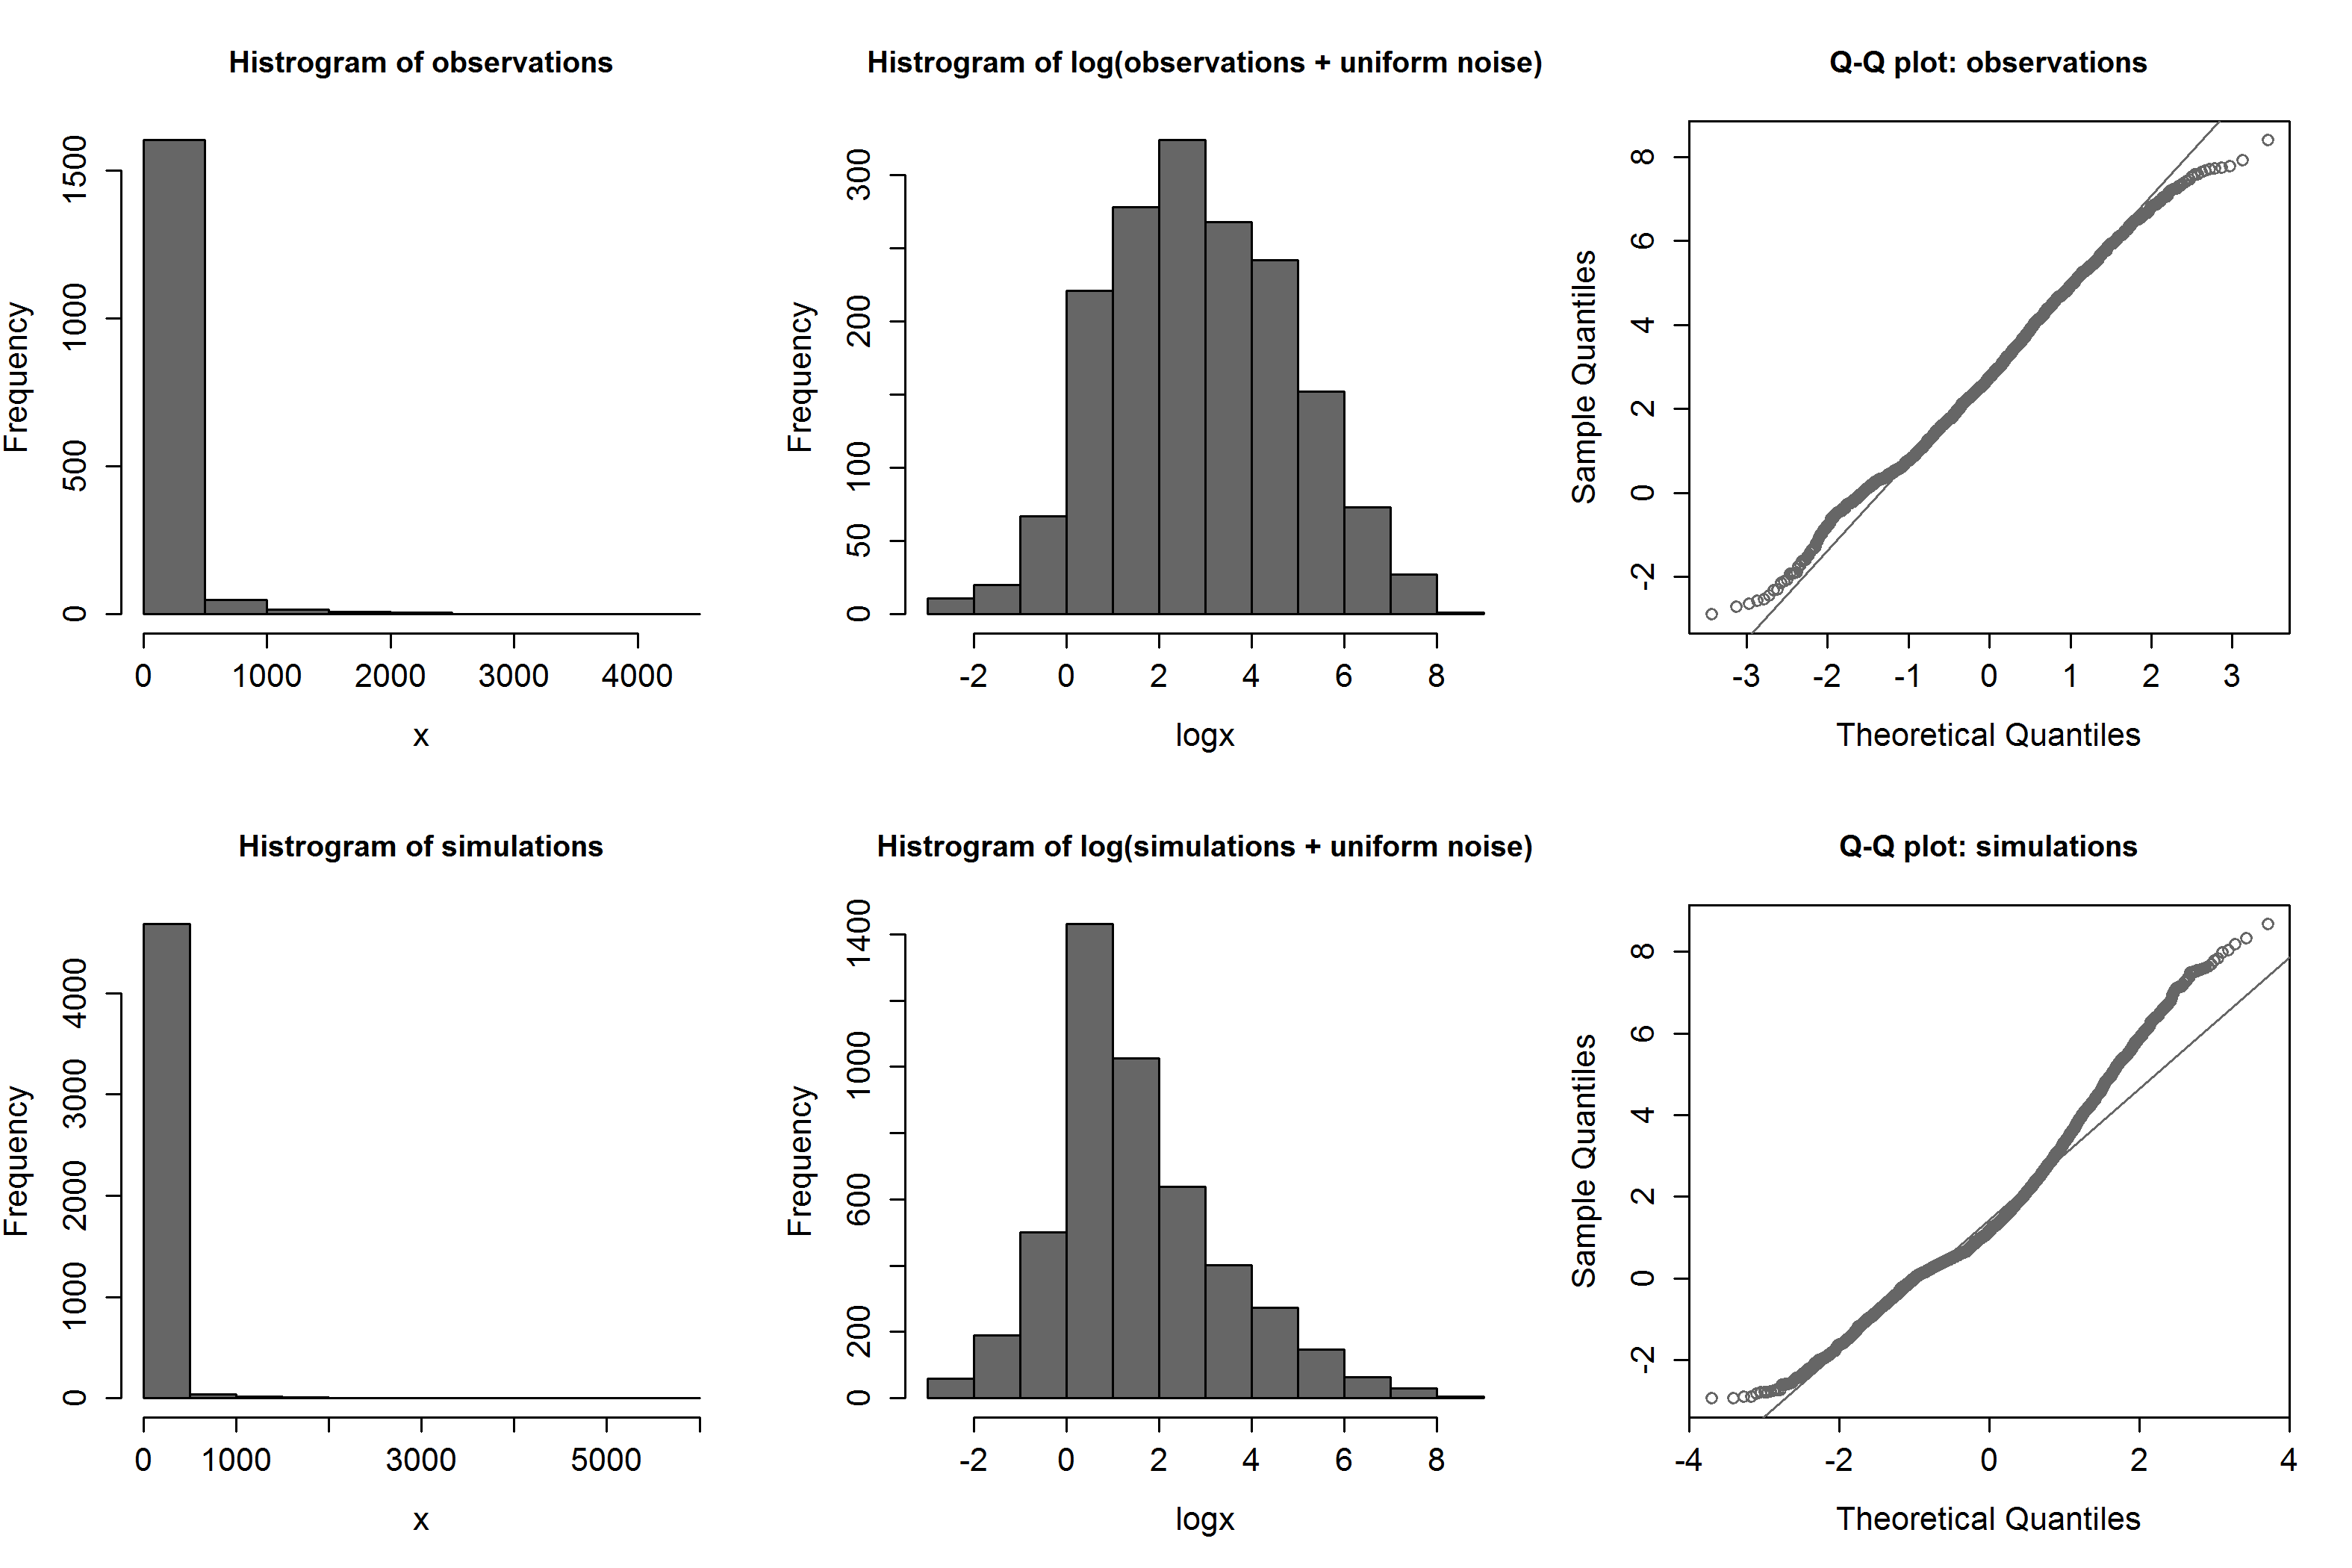 Histrogram of observations
Frequency
0 500 1000 1500
0 1000 2000 3000 4000
x
Histrogram of log(observations + uniform noise)
Frequency
0 50 100 200 300
-2 0 2 4 6 8
logx
Q-Q plot: observations
Sample Quantiles
-2 0 2 4 6 8
-3 -2 -1 0 1 2 3
Theoretical Quantiles
Histrogram of simulations
Frequency
0 1000 2000 3000 4000
0 1000 3000 5000
x
Histrogram of log(simulations + uniform noise)
Frequency
0 200 600 1000 1400
-2 0 2 4 6 8
logx
Q-Q plot: simulations
Sample Quantiles
-2 0 2 4 6 8
-4 -2 0 2 4
Theoretical Quantiles